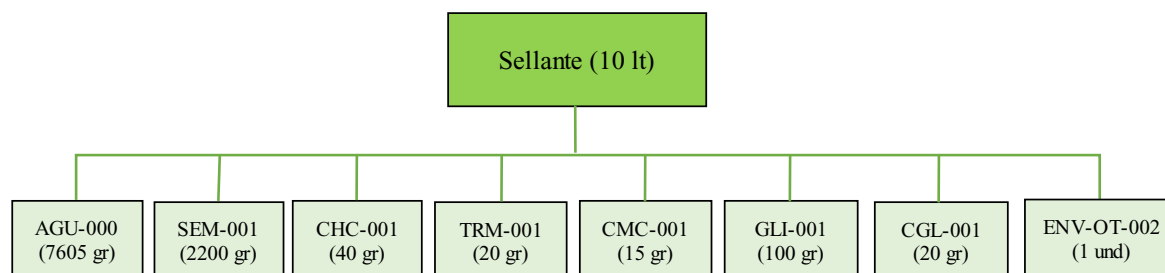 Sellante (10 lt)
AGU-000
(7605 gr)
SEM-001
(2200 gr)
CHC-001
(40 gr)
TRM-001
(20 gr)
CMC-001
(15 gr)
GLI-001
(100 gr)
CGL-001
(20 gr)
ENV-OT-002
(1 und)